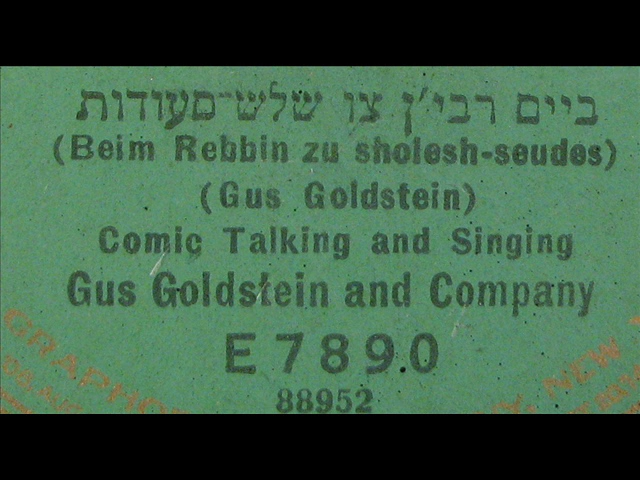 ביים רבי'ן צו שלש־סעודות
(Beim Rebbin zu sholesh-seudes)
(Gus Goldstein)
Comic Talking and Singing
Gus Goldstein and Company
E7890
88952